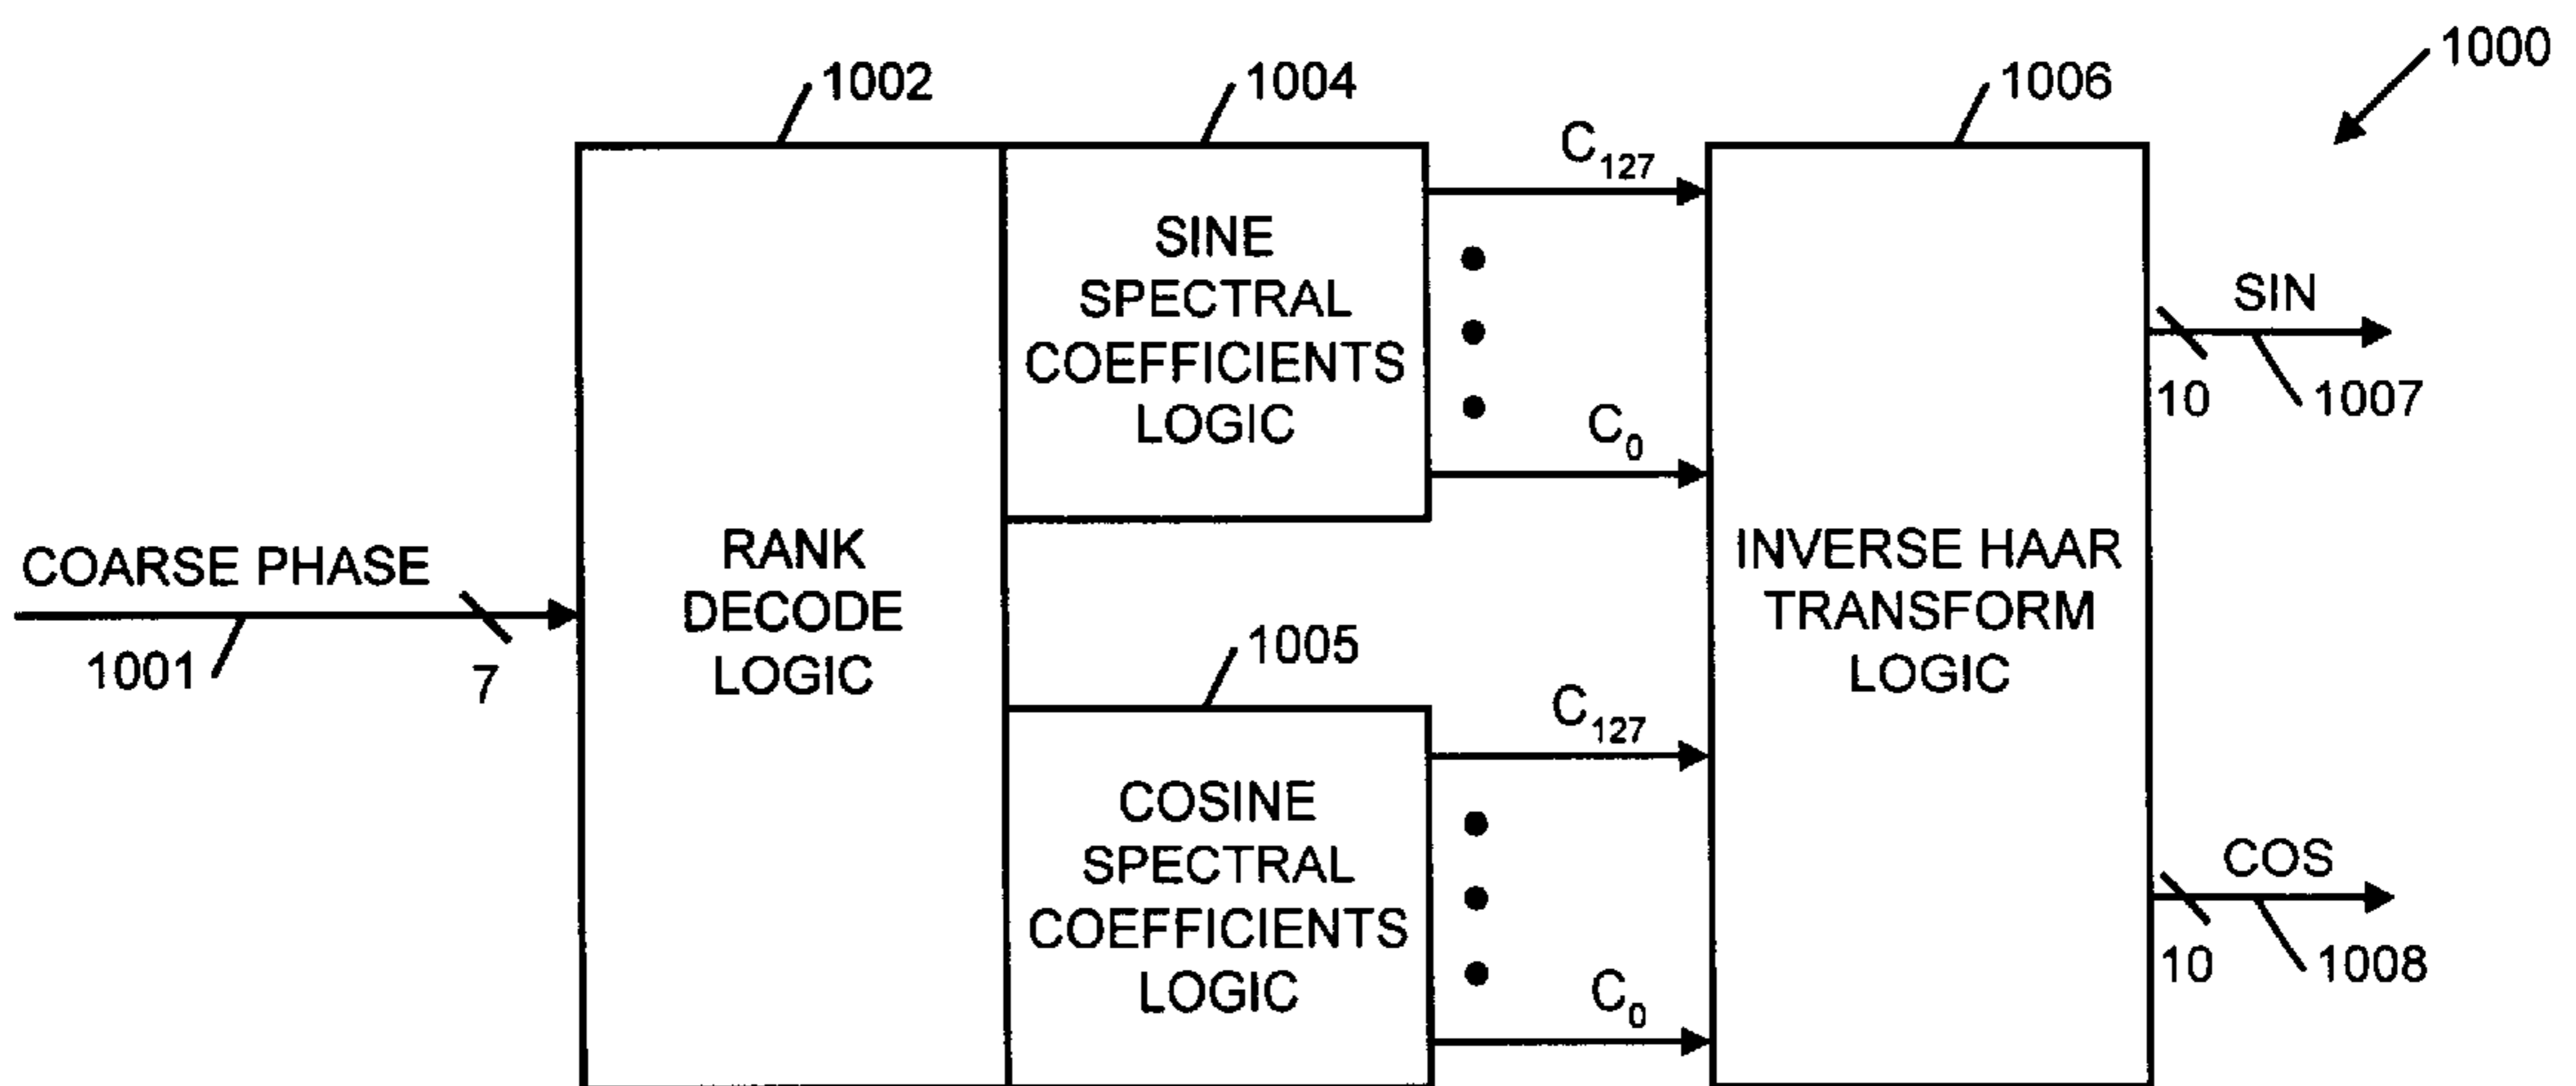 1000
1002
1004
1006
C127
SINE
SPECTRAL
COEFFICIENTS
LOGIC
C0
SIN
10
1007
COARSE PHASE
1001
7
RANK
DECODE
LOGIC
INVERSE HAAR
TRANSFORM
LOGIC
1005
C127
COSINE
SPECTRAL
COEFFICIENTS
LOGIC
C0
COS
10
1008